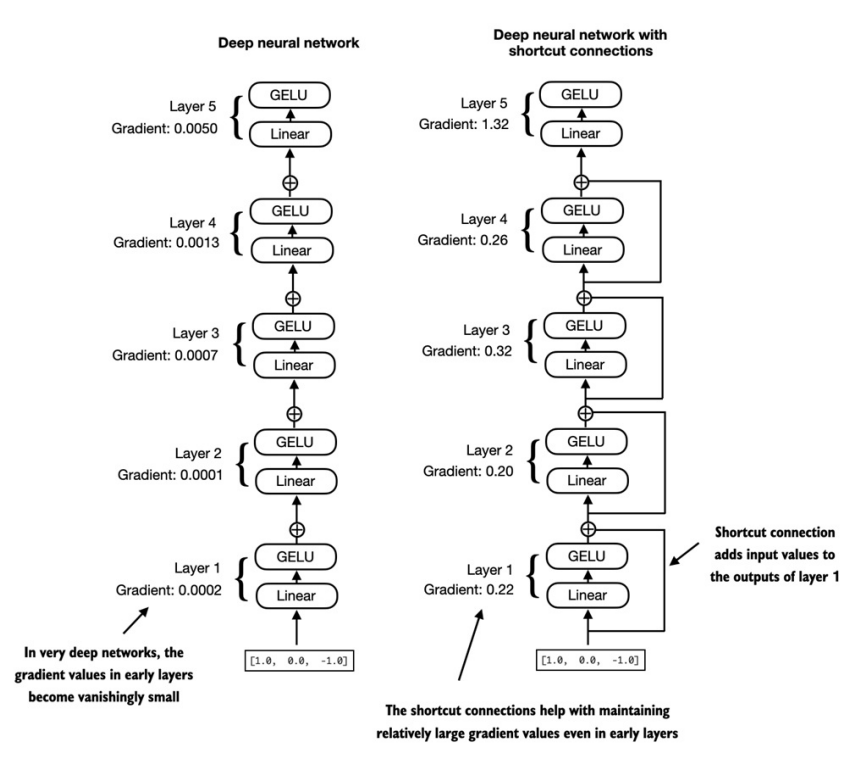 Deep neural network
GELU
Layer 5
Gradient: 0.0050
Linear
GELU
Layer 4
Gradient: 0.0013
Linear
GELU
Layer 3
Gradient: 0.0007
Linear
GELU
Layer 2
Gradient: 0.0001
Linear
GELU
Layer 1
Gradient: 0.0002
Linear
[1.0, 0.0, -1.0]
In very deep networks, the
gradient values in early layers
become vanishingly small
Deep neural network with
shortcut connections
GELU
Layer 5
Gradient: 1.32
Linear
GELU
Layer 4
Gradient: 0.26
Linear
GELU
Layer 3
Gradient: 0.32
Linear
GELU
Layer 2
Gradient: 0.20
Linear
GELU
Layer 1
Gradient: 0.22
Linear
[1.0, 0.0, -1.0]
Shortcut connection
adds input values to
the outputs of layer 1
The shortcut connections help with maintaining
relatively large gradient values even in early layers